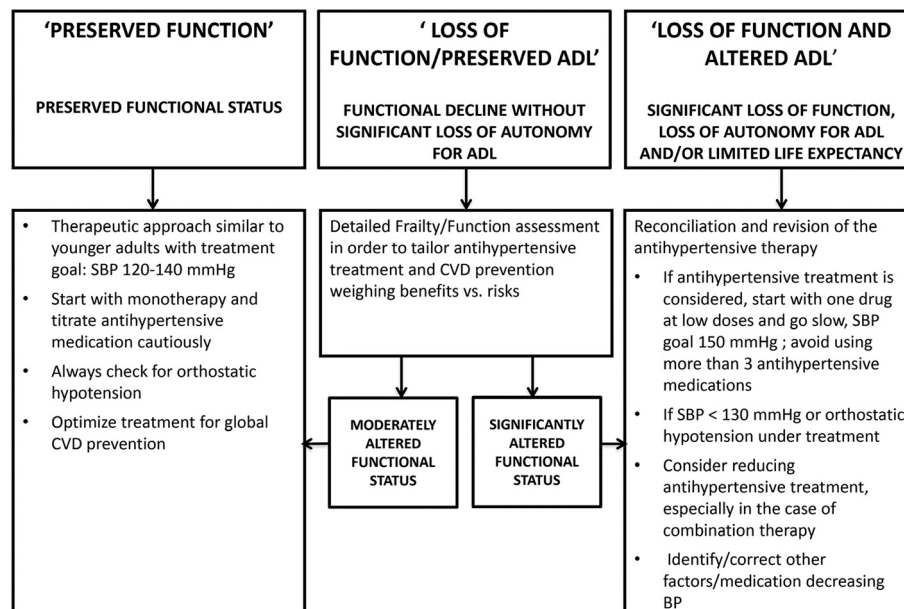 ‘PRESERVED FUNCTION’
PRESERVED FUNCTIONAL STATUS
‘ LOSS OF
FUNCTION/PRESERVED ADL’
FUNCTIONAL DECLINE WITHOUT
SIGNIFICANT LOSS OF AUTONOMY
FOR ADL
‘LOSS OF FUNCTION AND
ALTERED ADL’
SIGNIFICANT LOSS OF FUNCTION,
LOSS OF AUTONOMY FOR ADL
AND/OR LIMITED LIFE EXPECTANCY
• Therapeutic approach similar to
younger adults with treatment
goal: SBP 120-140 mmHg
• Start with monotherapy and
titrate antihypertensive
medication cautiously
• Always check for orthostatic
hypotension
• Optimize treatment for global
CVD prevention
Detailed Frailty/Function assessment
in order to tailor antihypertensive
treatment and CVD prevention
weighing benefits vs. risks
MODERATELY
ALTERED
FUNCTIONAL
STATUS
SIGNIFICANTLY
ALTERED
FUNCTIONAL
STATUS
Reconciliation and revision of the
antihypertensive therapy
• If antihypertensive treatment is
considered, start with one drug
at low doses and go slow, SBP
goal 150 mmHg ; avoid using
more than 3 antihypertensive
medications
• If SBP < 130 mmHg or orthostatic
hypotension under treatment
• Consider reducing
antihypertensive treatment,
especially in the case of
combination therapy
• Identify/correct other
factors/medication decreasing
BP